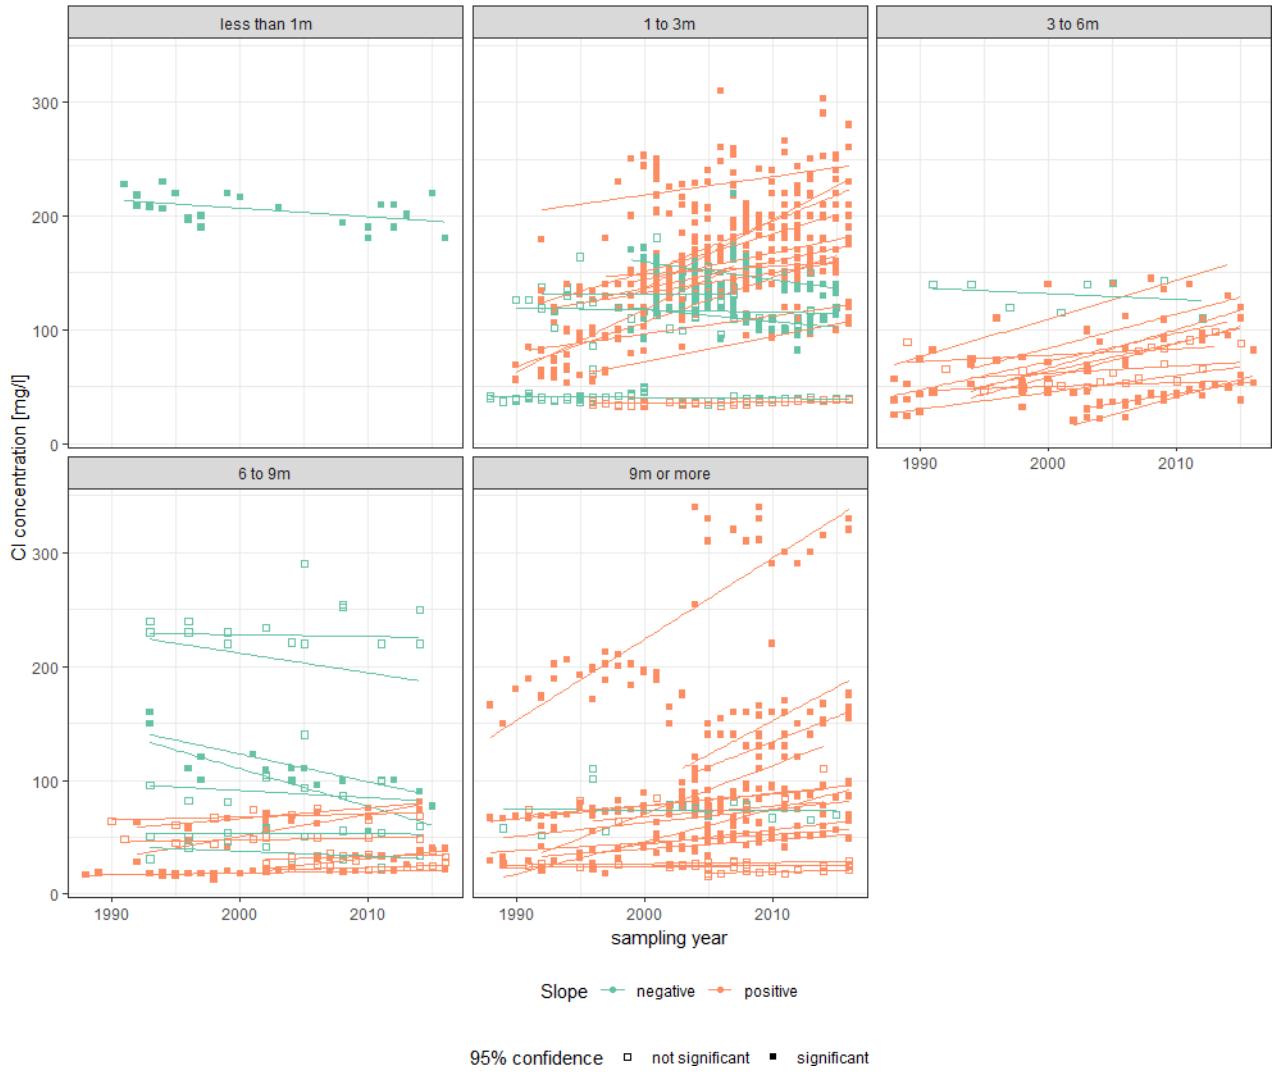 less than 1m
1 to 3m
3 to 6m
300
200
100
0
1990
2000
2010
6 to 9m
9m or more
Cl concentration [mg/l]
300
200
100
0
1990
2000
2010
1990
2000
2010
sampling year
Slope negative positive
95% confidence not significant significant